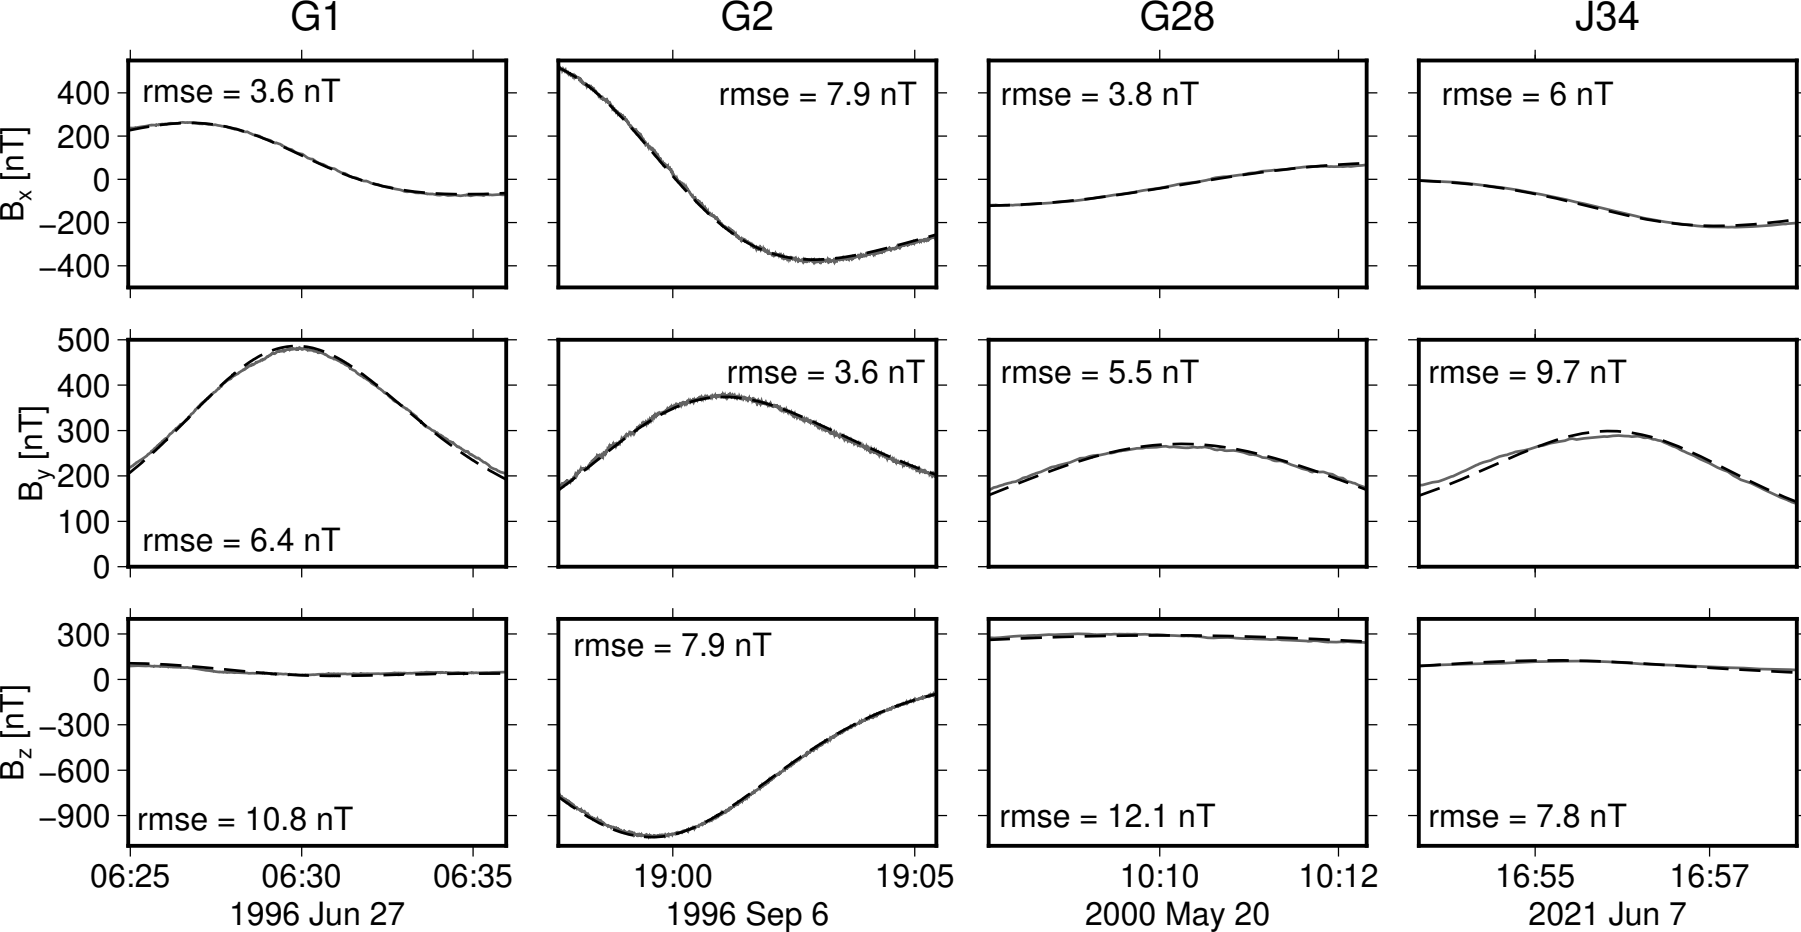 G1 G2 G28 J34
400
200
0
−200
−400
Bx [nT]
rmse = 3.6 nT
rmse = 7.9 nT
rmse = 3.8 nT
rmse = 6 nT
500
400
300
200
100
0
By [nT]
rmse = 6.4 nT
rmse = 3.6 nT
rmse = 5.5 nT
rmse = 9.7 nT
300
0
−300
−600
−900
Bz [nT]
rmse = 10.8 nT
rmse = 7.9 nT
rmse = 12.1 nT
rmse = 7.8 nT
06:25 06:30 06:35 19:00 19:05 10:10 10:12 16:55 16:57
1996 Jun 27 1996 Sep 6 2000 May 20 2021 Jun 7